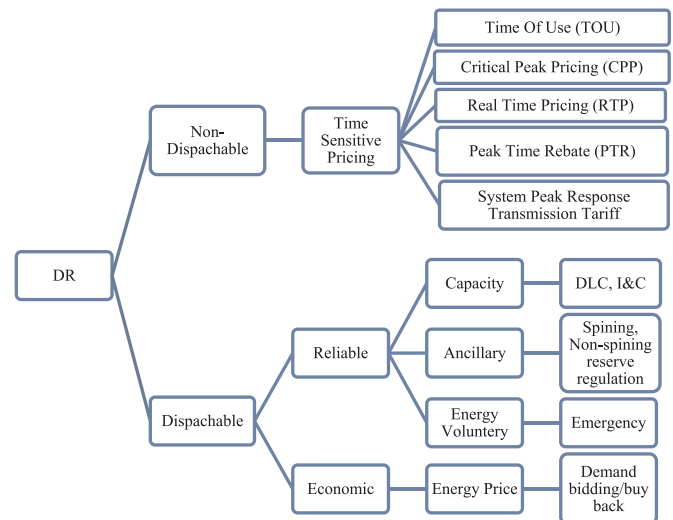 Time Of Use (TOU)
Critical Peak Pricing (CPP)
Real Time Pricing (RTP)
Peak Time Rebate (PTR)
System Peak Response
Transmission Tariff
Time
Sensitive
Pricing
Non-
Dispachable
DR
Dispachable
Reliable
Capacity
DLC, I&C
Ancillary
Spining,
Non-spining
reserve
regulation
Energy
Voluntery
Emergency
Economic
Energy Price
Demand
bidding/buy
back